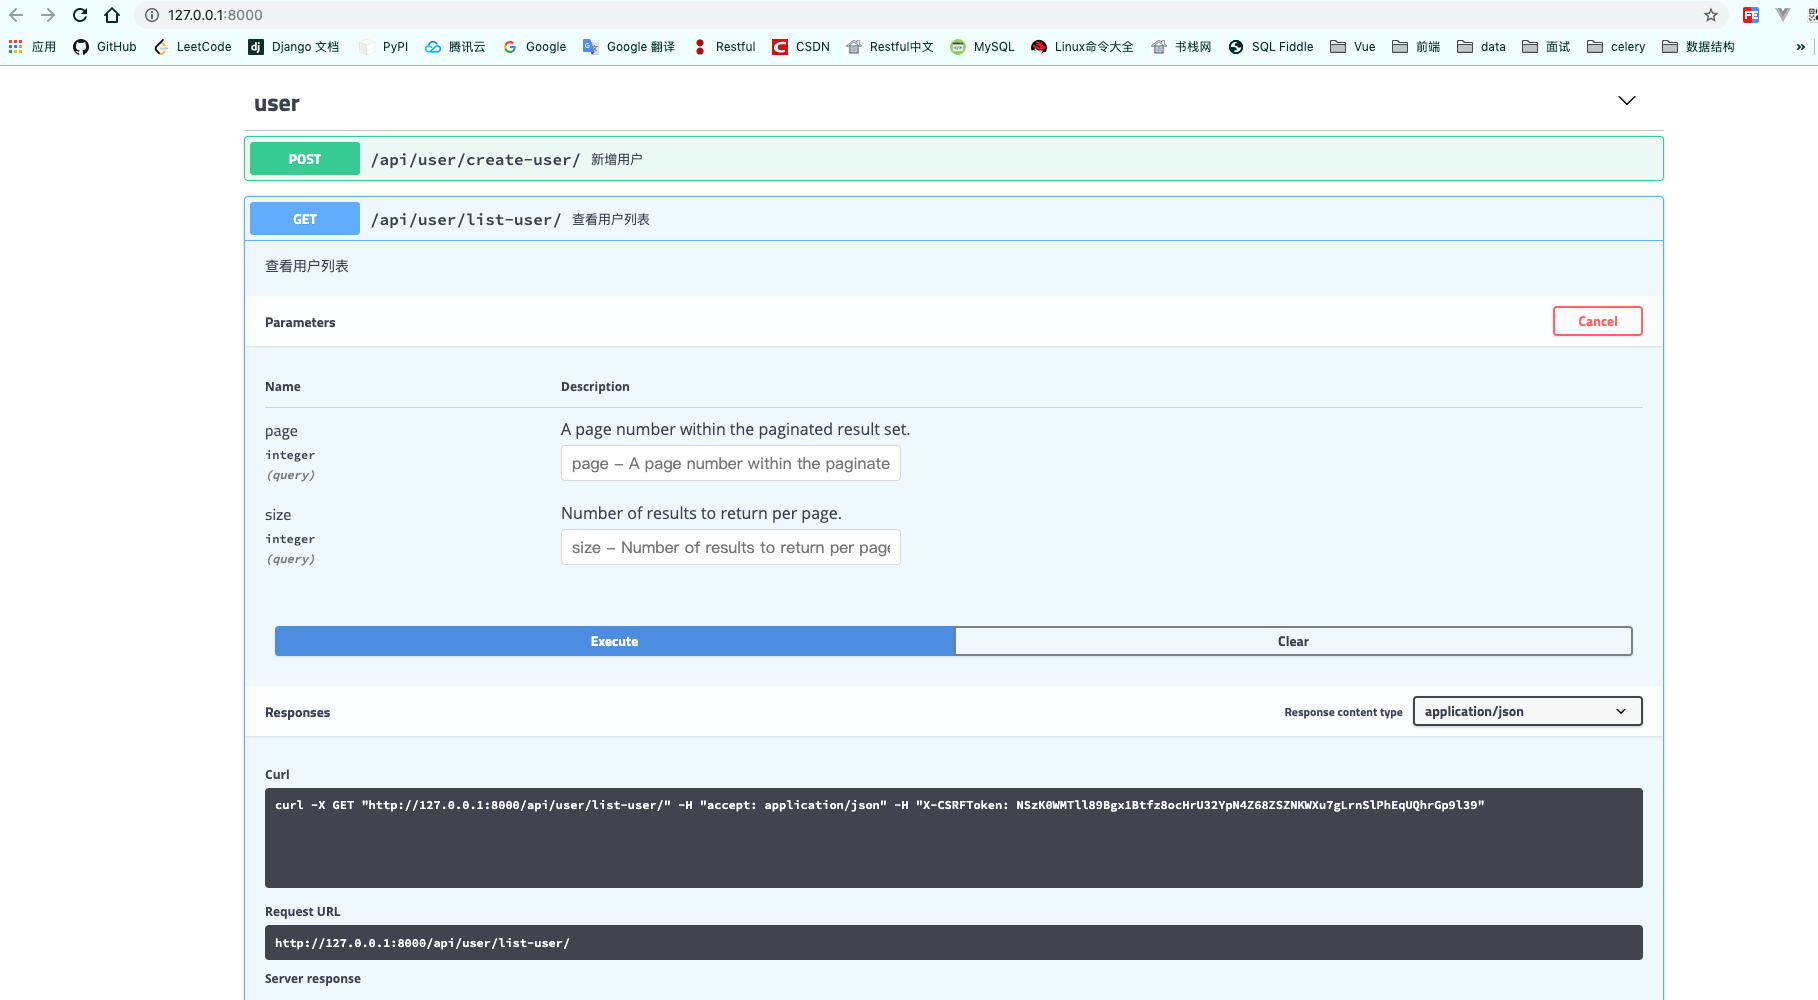 127.0.0.1:8000
应用 GitHub LeetCode Django 文档 PyPI 腾讯云 Google Google 翻译 Restful CSDN Restful中文 MySQL Linux命令大全 书栈网 SQL Fiddle Vue 前端 data 面试 celery 数据结构 »
user
POST /api/user/create-user/ 新增用户
GET /api/user/list-user/ 查看用户列表
查看用户列表
Parameters Cancel
Name Description
page A page number within the paginated result set.
integer page – A page number within the paginate
(query)
size Number of results to return per page.
integer size – Number of results to return per page
(query)
Execute Clear
Responses Response content type application/json
Curl
curl -X GET "http://127.0.0.1:8000/api/user/list-user/" -H "accept: application/json" -H "X-CSRFToken: NSzK0WMTll89Bgx1Btfz8ocHrU32YpN4Z68ZSZNKWXu7gLrnSlPhEqUQhrGp9l39"
Request URL
http://127.0.0.1:8000/api/user/list-user/
Server response